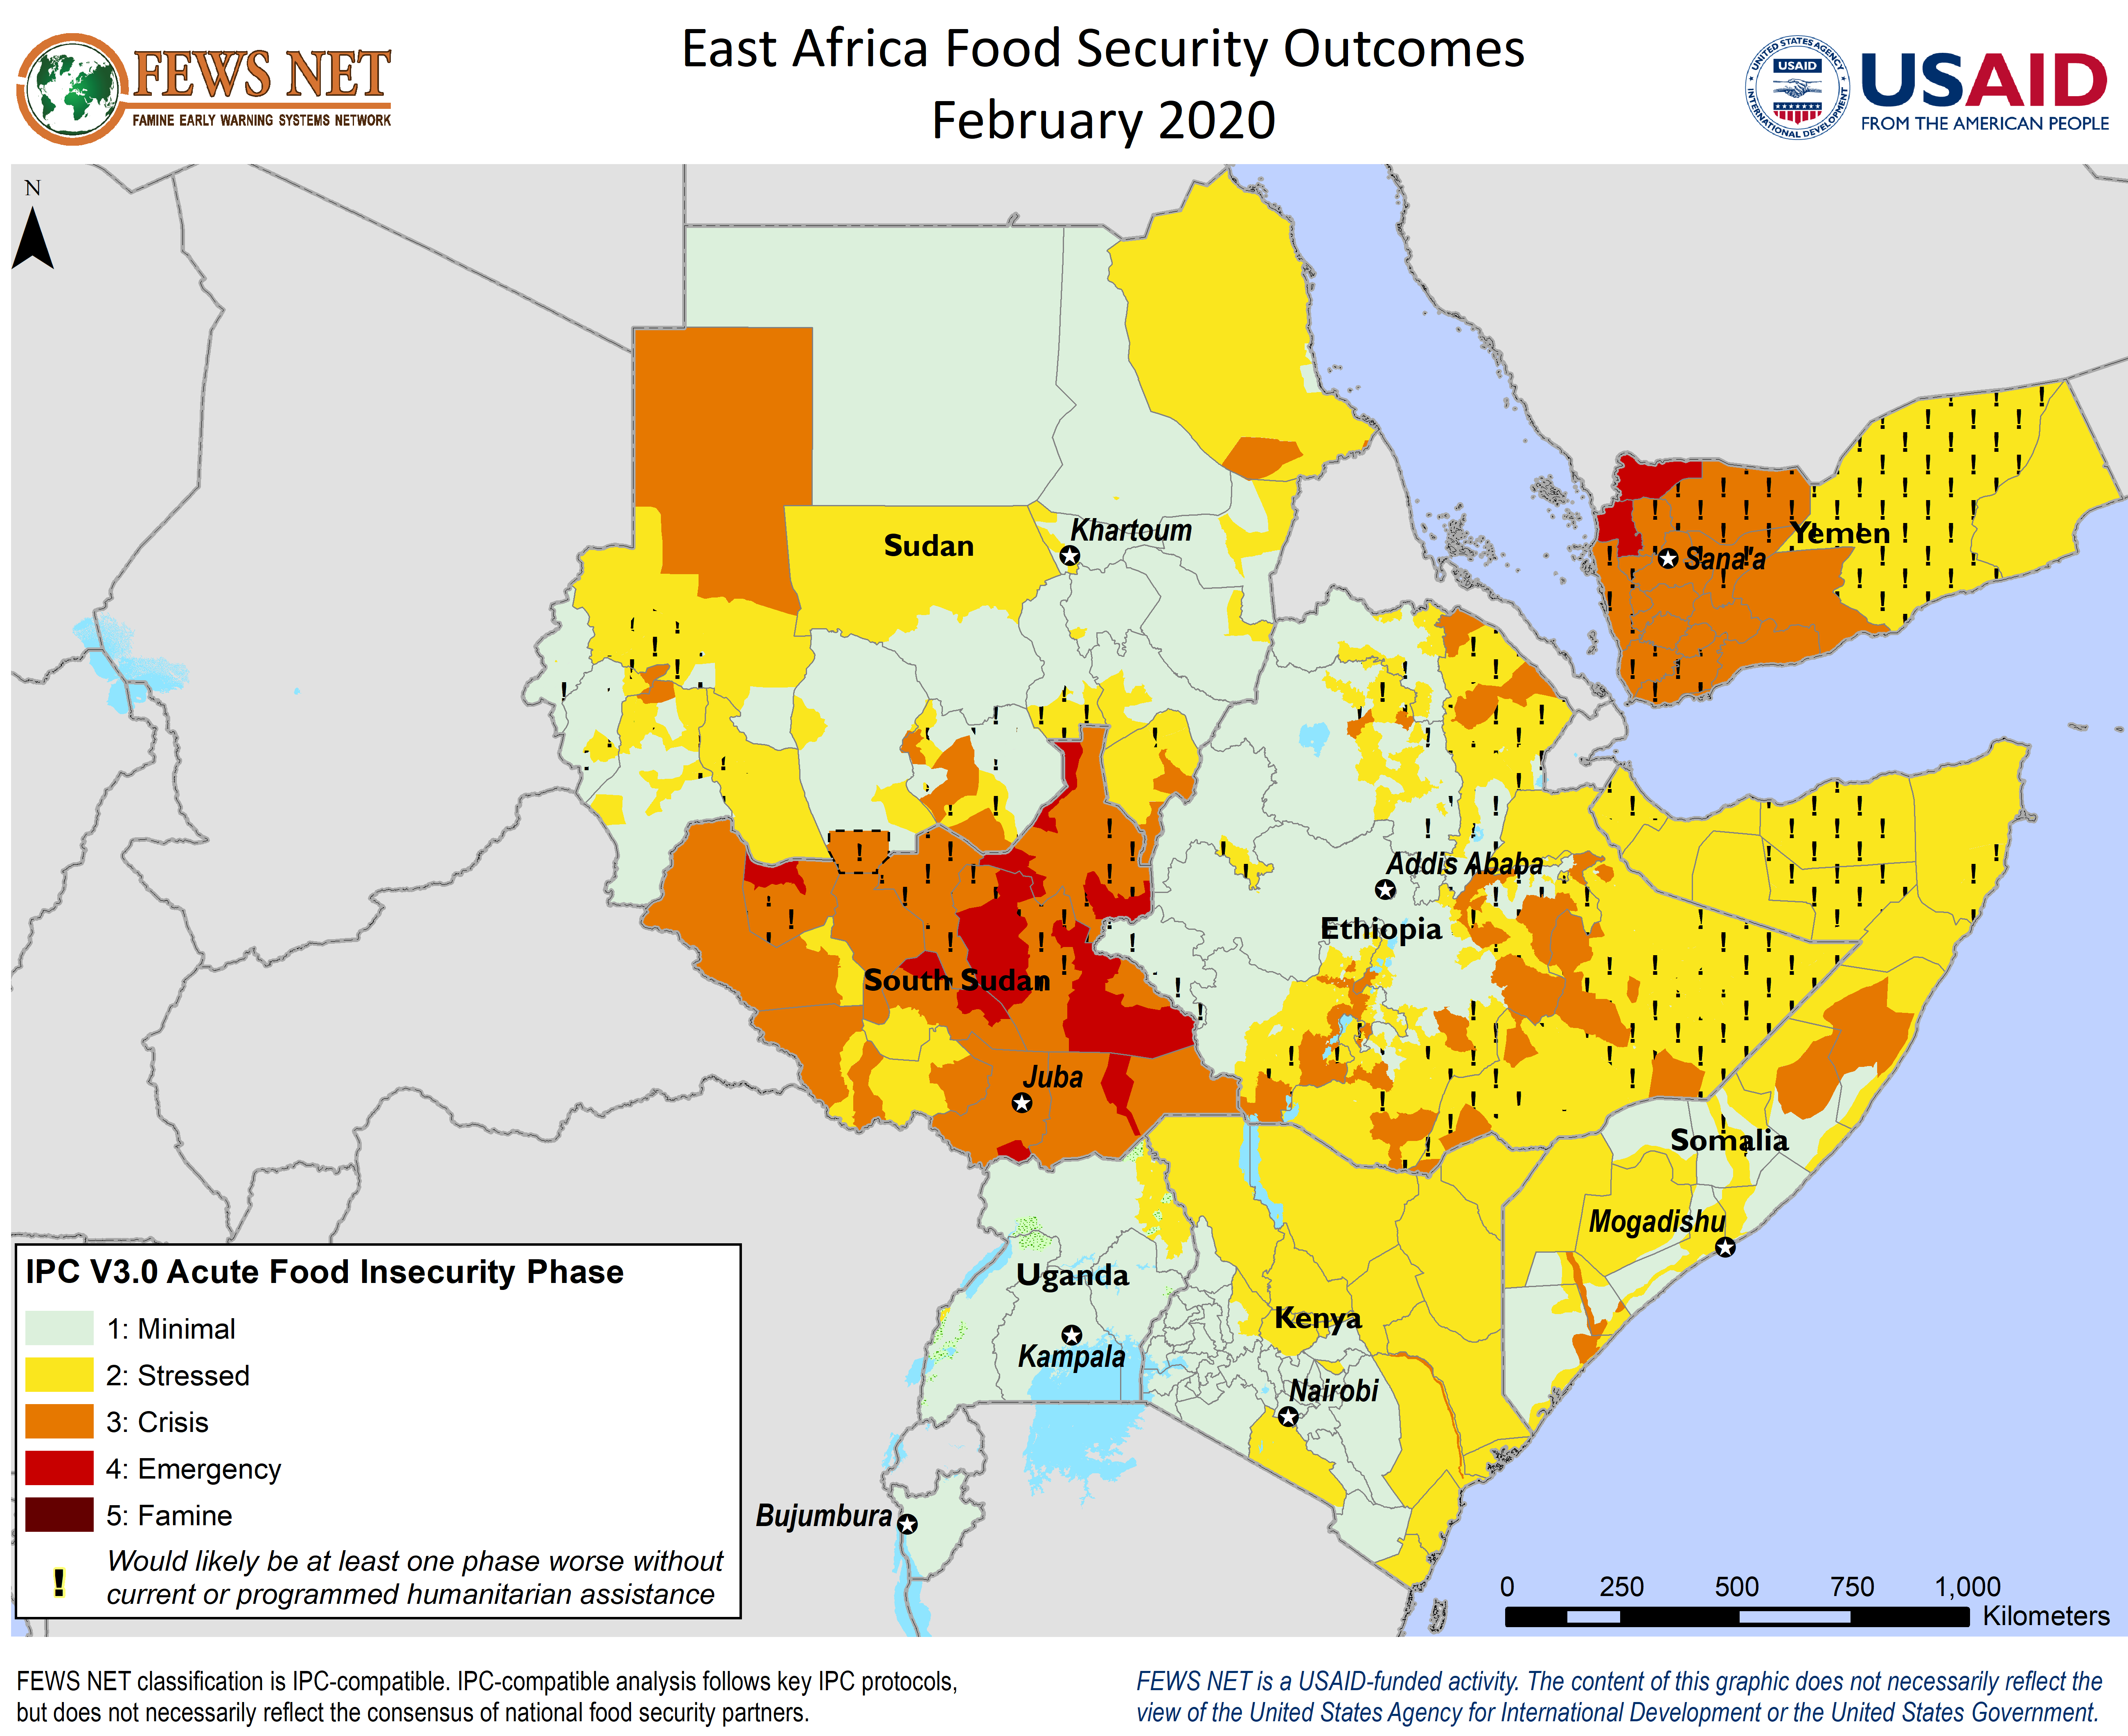 FEWS NET
FAMINE EARLY WARNING SYSTEMS NETWORK
East Africa Food Security Outcomes
February 2020
UNITED STATES AGENCY
USAID
INTERNATIONAL DEVELOPMENT
USAID
FROM THE AMERICAN PEOPLE
N
Sudan
Khartoum
Yemen
Sana'a
Addis Ababa
Ethiopia
South Sudan
Juba
Somalia
Mogadishu
Uganda
Kenya
Kampala
Nairobi
Bujumbura
IPC V3.0 Acute Food Insecurity Phase
1: Minimal
2: Stressed
3: Crisis
4: Emergency
5: Famine
! Would likely be at least one phase worse without
current or programmed humanitarian assistance
0 250 500 750 1,000
Kilometers
FEWS NET classification is IPC-compatible. IPC-compatible analysis follows key IPC protocols,
but does not necessarily reflect the consensus of national food security partners.
FEWS NET is a USAID-funded activity. The content of this graphic does not necessarily reflect the
view of the United States Agency for International Development or the United States Government.